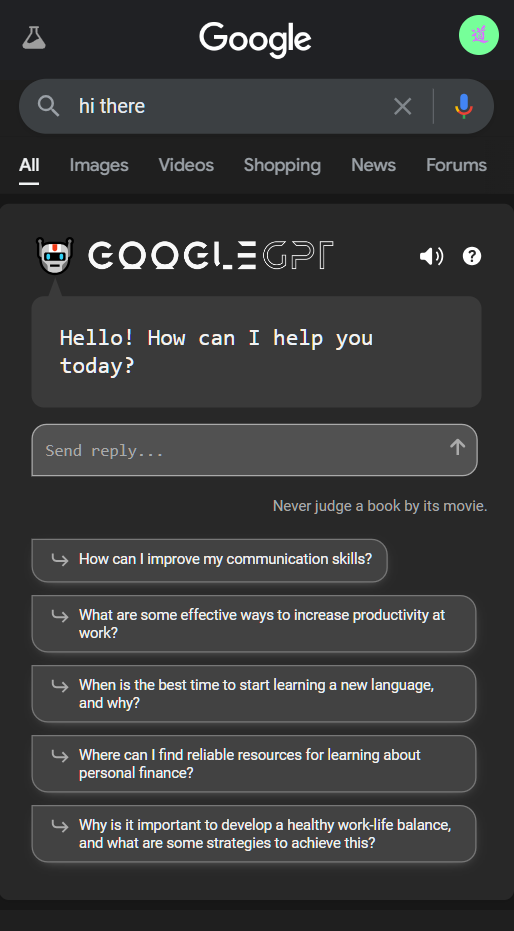 Google
道
hi there
All Images Videos Shopping News Forums
GOOGLEGPT
?
Hello! How can I help you
today?
Send reply...
Never judge a book by its movie.
How can I improve my communication skills?
What are some effective ways to increase productivity at
work?
When is the best time to start learning a new language,
and why?
Where can I find reliable resources for learning about
personal finance?
Why is it important to develop a healthy work-life balance,
and what are some strategies to achieve this?